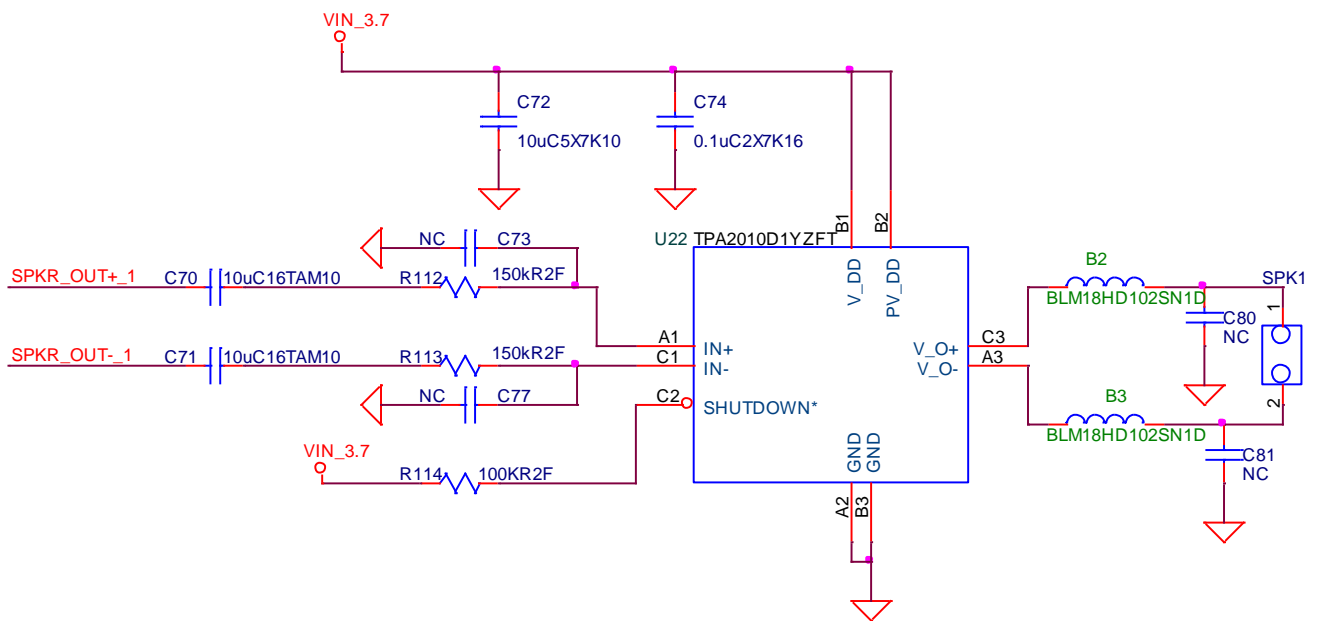 VIN_3.7
C72
10uC5X7K10
C74
0.1uC2X7K16
B1
B2
U22 TPA2010D1YZFT
NC
C73
SPKR_OUT+_1
C70
10uC16TAM10
R112
150kR2F
V_DD
PV_DD
B2
BLM18HD102SN1D
SPK1
1
C80
NC
A1
IN+
C3
V_O+
SPKR_OUT-_1
C71
10uC16TAM10
R113
150kR2F
C1
IN-
A3
V_O-
NC
C77
C2
SHUTDOWN*
B3
BLM18HD102SN1D
2
VIN_3.7
R114
100KR2F
GND
GND
C81
NC
A2
B3